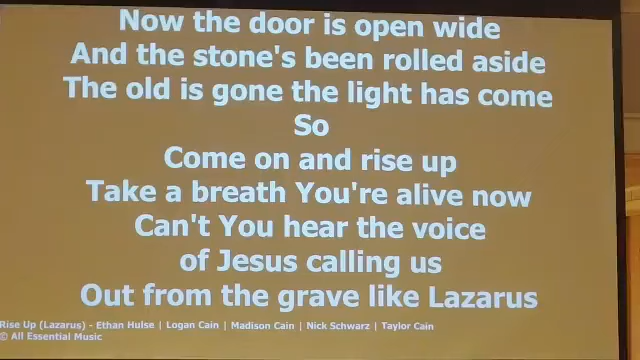 Now the door is open wide
And the stone's been rolled aside
The old is gone the light has come
So
Come on and rise up
Take a breath You're alive now
Can't You hear the voice
of Jesus calling us
Out from the grave like Lazarus
Rise Up (Lazarus) - Ethan Hulse | Logan Cain | Madison Cain | Nick Schwarz | Taylor Cain
© All Essential Music